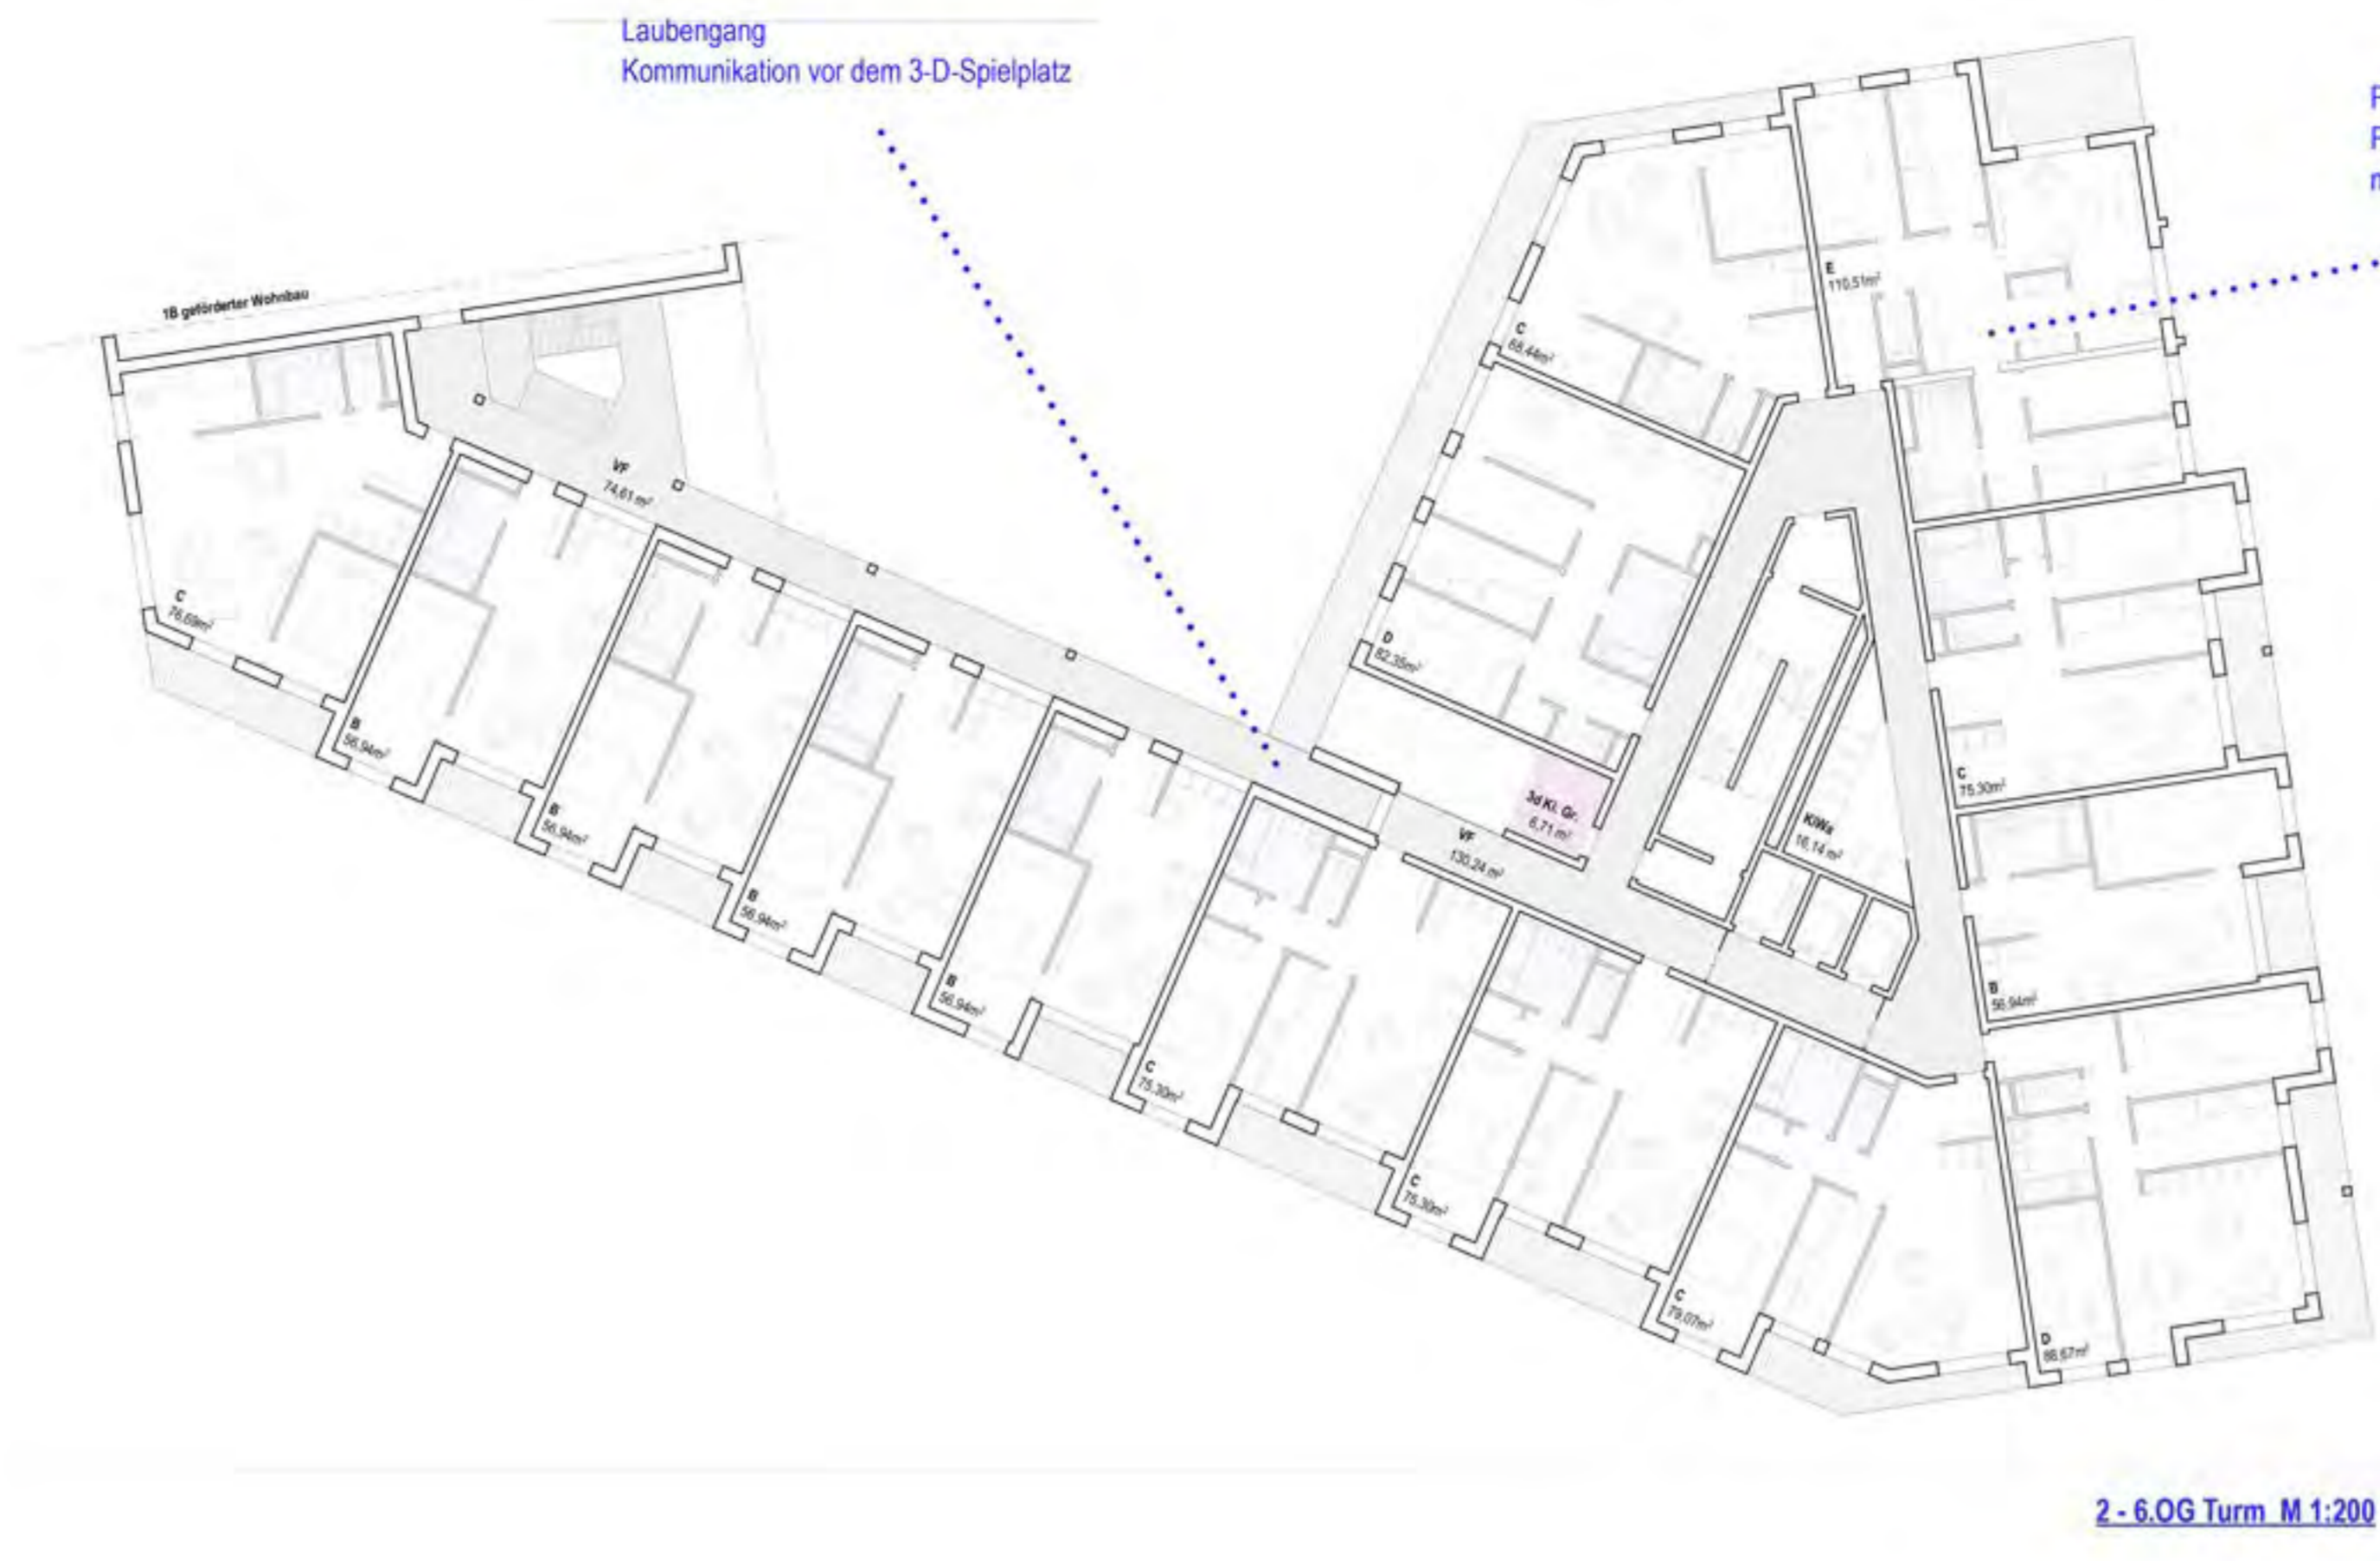 Laubengang
Kommunikation vor dem 3-D-Spielplatz
1B geförderter Wohnbau
E
110,51m²
C
68,44m²
VF
74,61 m²
C
76,69m²
D
82,35m²
B
56,94m²
B
56,94m²
B
56,94m²
B
56,94m²
3d Kl. Gr.
6,71 m²
VF
130,24 m²
KiWa
16,14 m²
C
75,30m²
B
56,94m²
C
75,30m²
C
75,30m²
C
79,07m²
D
88,67m²
2 - 6.OG Turm M 1:200